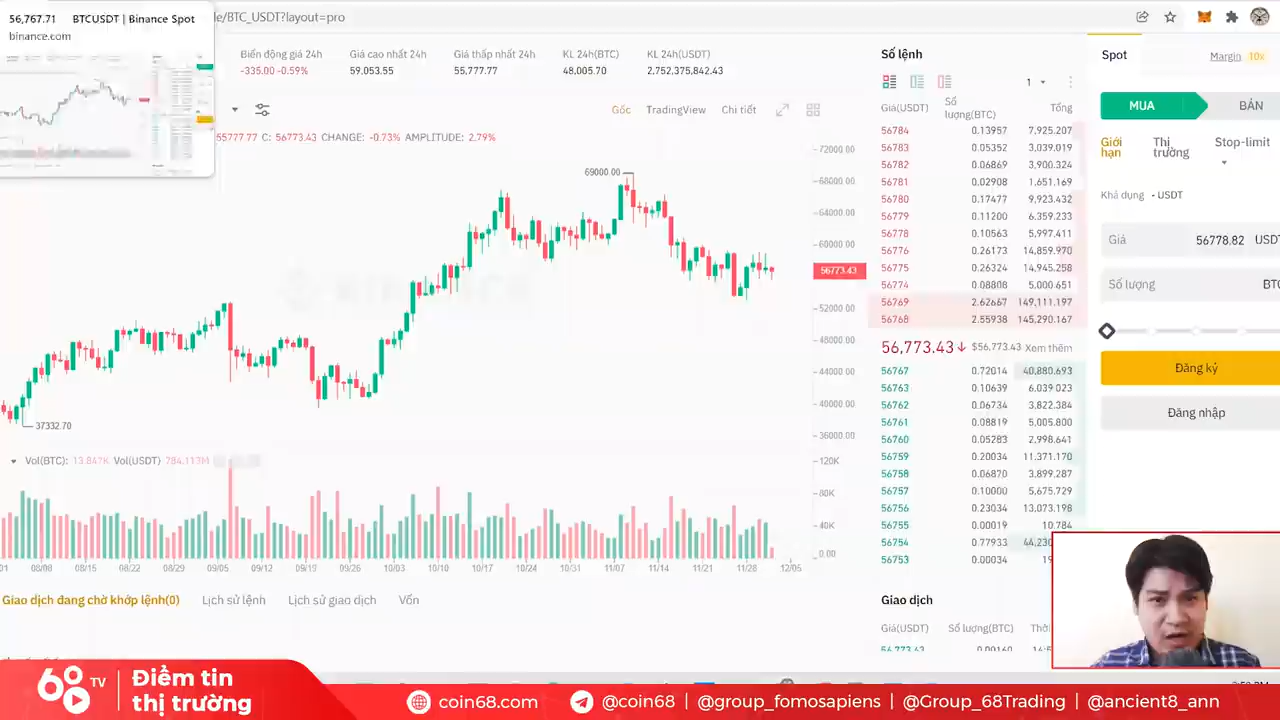 56,767.71 BTCUSDT | Binance Spot
binance.com
le/BTC_USDT?layout=pro
Biến động giá 24h Giá cao nhất 24h Giá thấp nhất 24h KL 24h(BTC) KL 24h(USDT)
-335.00 -0.59% 59,053.55 55,777.77 48,005.70 2,752,375,842.43
Gốc TradingView Chi tiết
55777.77 C: 56773.43 CHANGE: -0.73% AMPLITUDE: 2.79%
72000.00
68000.00
64000.00
60000.00
56773.43
52000.00
48000.00
44000.00
40000.00
36000.00
69000.00
37332.70
Vol(BTC): 13.847K Vol(USDT) 784.113M
120K
80K
40K
0.00
01 08/08 08/15 08/22 08/29 09/05 09/12 09/19 09/26 10/03 10/10 10/17 10/24 10/31 11/07 11/14 11/21 11/28 12/05
Giao dịch đang chờ khớp lệnh(0) Lịch sử lệnh Lịch sử giao dịch Vốn
Sổ lệnh
1
Giá(USDT) Số lượng(BTC) Tổng
56784 0.13957 7,925.207
56783 0.05352 3,039.019
56782 0.06869 3,900.324
56781 0.02908 1,651.169
56780 0.17477 9,923.432
56779 0.11200 6,359.233
56778 0.10563 5,997.411
56776 0.26173 14,859.970
56775 0.26324 14,945.258
56774 0.08808 5,000.651
56769 2.62667 149,111.197
56768 2.55938 145,290.167
56,773.43↓ $56,773.43 Xem thêm
56767 0.72014 40,880.693
56763 0.10639 6,039.023
56762 0.06734 3,822.384
56761 0.08819 5,005.800
56760 0.05283 2,998.641
56759 0.20034 11,371.170
56758 0.06870 3,899.287
56757 0.10000 5,675.729
56756 0.23034 13,073.198
56755 0.00019 10.784
56754 0.77933 44,230
56753 0.00034 19
Giao dịch
Giá(USDT) Số lượng(BTC) Thời
Spot Margin 10x
MUA BÁN
Giới hạn Thị trường Stop-limit
Khả dụng - USDT
Giá 56778.82 USDT
Số lượng BTC
Đăng ký
Đăng nhập
68 TV
Điểm tin
thị trường
coin68.com @coin68 | @group_fomosapiens | @Group_68Trading | @ancient8_ann